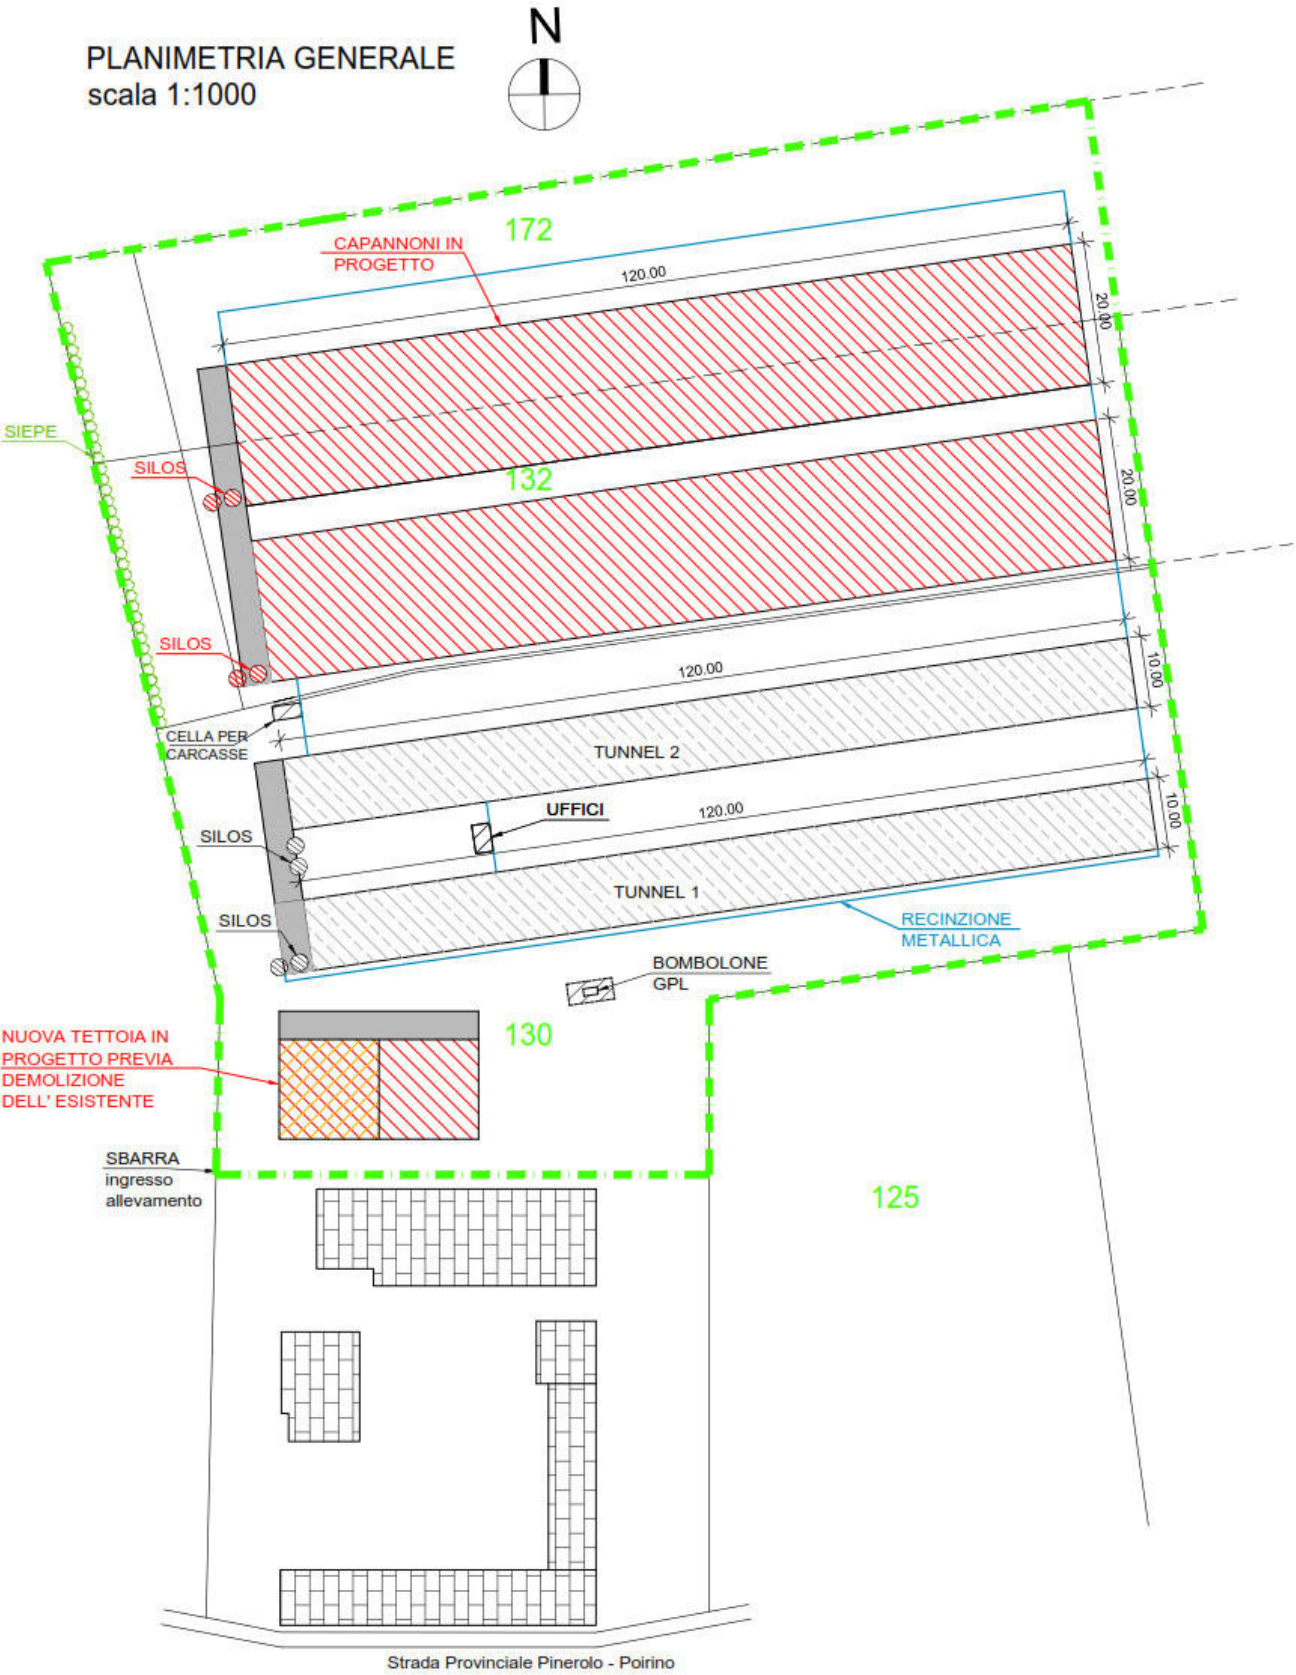 N
PLANIMETRIA GENERALE
scala 1:1000
172
CAPANNONI IN
PROGETTO
120.00
20.00
SIEPE
SILOS
132
20.00
SILOS
120.00
10.00
CELLA PER
CARCASSE
TUNNEL 2
UFFICI
120.00
10.00
SILOS
TUNNEL 1
SILOS
RECINZIONE
METALLICA
BOMBOLONE
GPL
130
NUOVA TETTOIA IN
PROGETTO PREVIA
DEMOLIZIONE
DELL' ESISTENTE
SBARRA
ingresso
allevamento
125
Strada Provinciale Pinerolo - Poirino